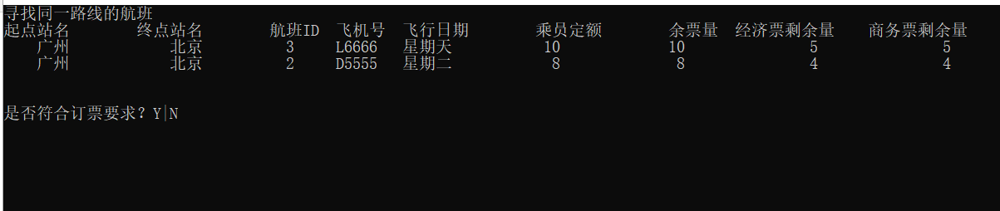 寻找同一路线的航班
起点站名 终点站名 航班ID 飞机号 飞行日期 乘员定额 余票量 经济票剩余量 商务票剩余量
广州 北京 3 L6666 星期天 10 10 5 5
广州 北京 2 D5555 星期二 8 8 4 4
是否符合订票要求？Y|N